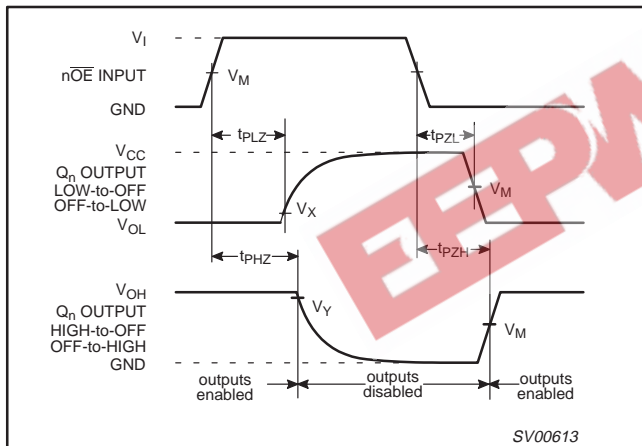 VI
nOE INPUT
VM
GND
tPLZ
tPZL
VCC
Qn OUTPUT
LOW-to-OFF
OFF-to-LOW
VM
VX
VOL
tPHZ
tPZH
VOH
VY
Qn OUTPUT
HIGH-to-OFF
OFF-to-HIGH
VM
GND
outputs enabled
outputs disabled
outputs enabled
SV00613